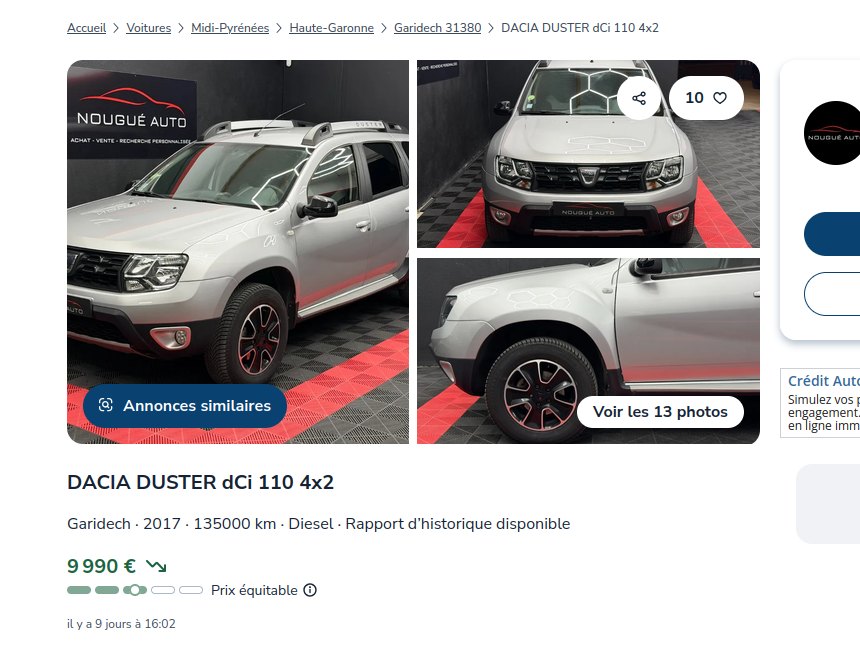 Accueil > Voitures > Midi-Pyrénées > Haute-Garonne > Garidech 31380 > DACIA DUSTER dCi 110 4x2
NOUGUÉ AUTO
ACHAT - VENTE - RECHERCHE PERSONNALISÉE
DUSTER
10
NOUGUÉ AUTO
NOUGUÉ AUTO
Annonces similaires
Voir les 13 photos
Crédit Auto
Simulez vos p
engagement.
en ligne imm
DACIA DUSTER dCi 110 4x2
Garidech · 2017 · 135000 km · Diesel · Rapport d’historique disponible
9 990 €
Prix équitable
il y a 9 jours à 16:02